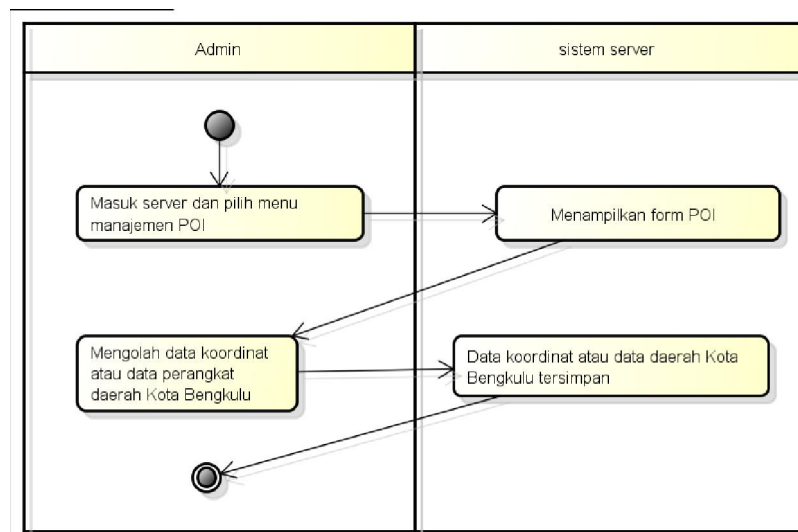 Admin
sistem server
Masuk server dan pilih menu
manajemen POI
Menampilkan form POI
Mengolah data koordinat
atau data perangkat
daerah Kota Bengkulu
Data koordinat atau data daerah Kota
Bengkulu tersimpan